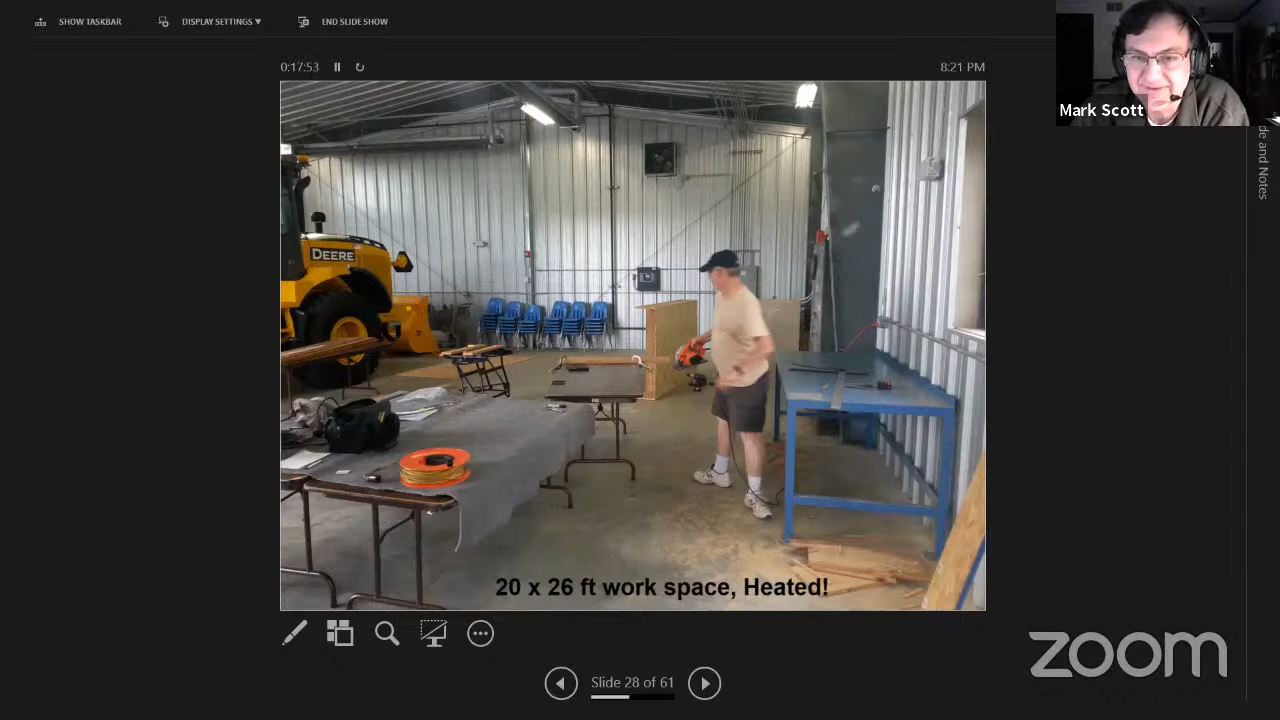 SHOW TASKBAR
DISPLAY SETTINGS ▼
END SLIDE SHOW
0:17:53
8:21 PM
Mark Scott
de and Notes
DEERE
20 x 26 ft work space, Heated!
Slide 28 of 61
zoom